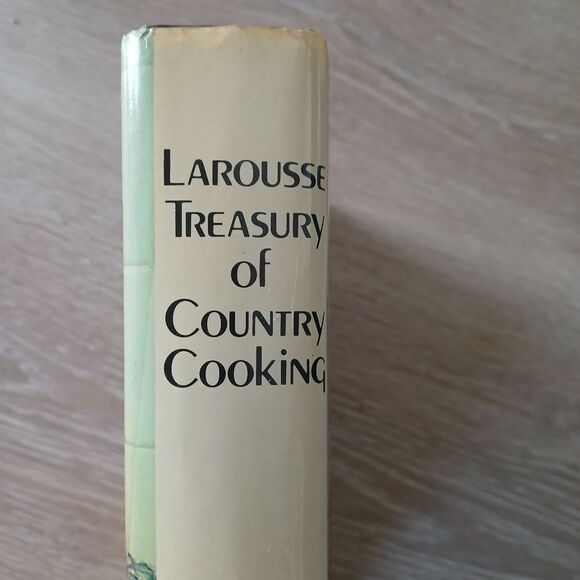 LAROUSSE
TREASURY
of
COUNTRY
COOKING